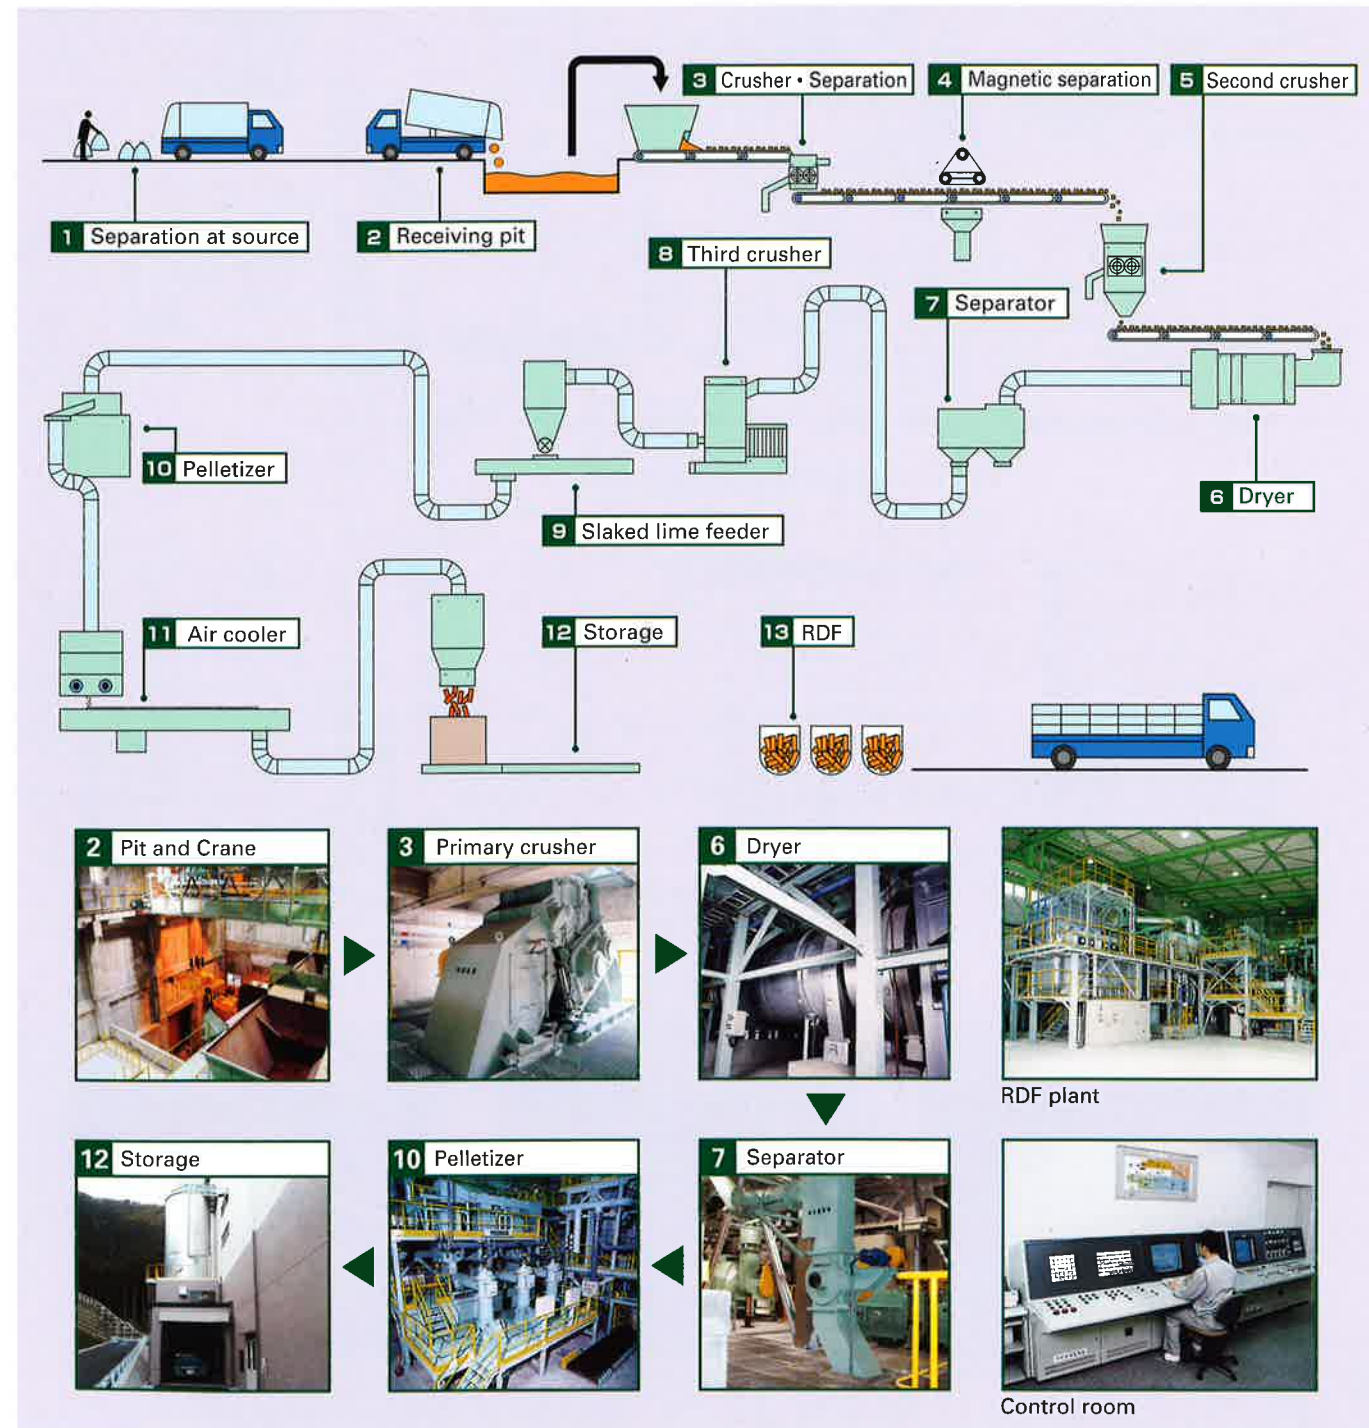 3 Crusher・Separation
4 Magnetic separation
5 Second crusher
1 Separation at source
2 Receiving pit
8 Third crusher
7 Separator
10 Pelletizer
6 Dryer
9 Slaked lime feeder
11 Air cooler
12 Storage
13 RDF
2 Pit and Crane
3 Primary crusher
6 Dryer
RDF plant
12 Storage
10 Pelletizer
7 Separator
Control room